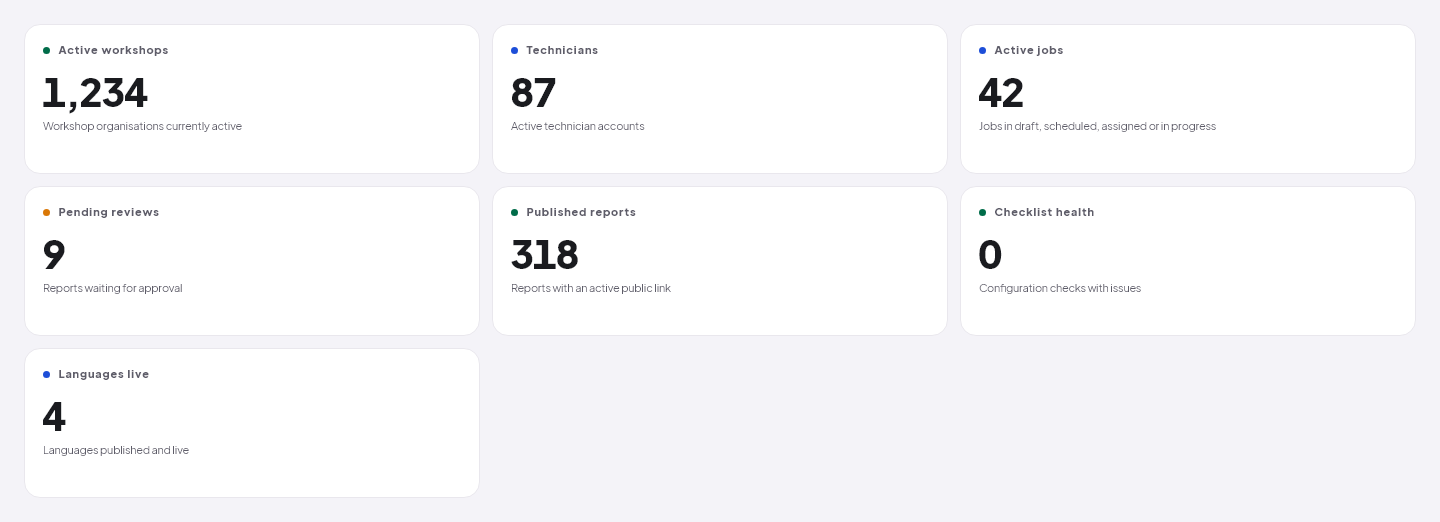 Active workshops
1,234
Workshop organisations currently active
Technicians
87
Active technician accounts
Active jobs
42
Jobs in draft, scheduled, assigned or in progress
Pending reviews
9
Reports waiting for approval
Published reports
318
Reports with an active public link
Checklist health
0
Configuration checks with issues
Languages live
4
Languages published and live